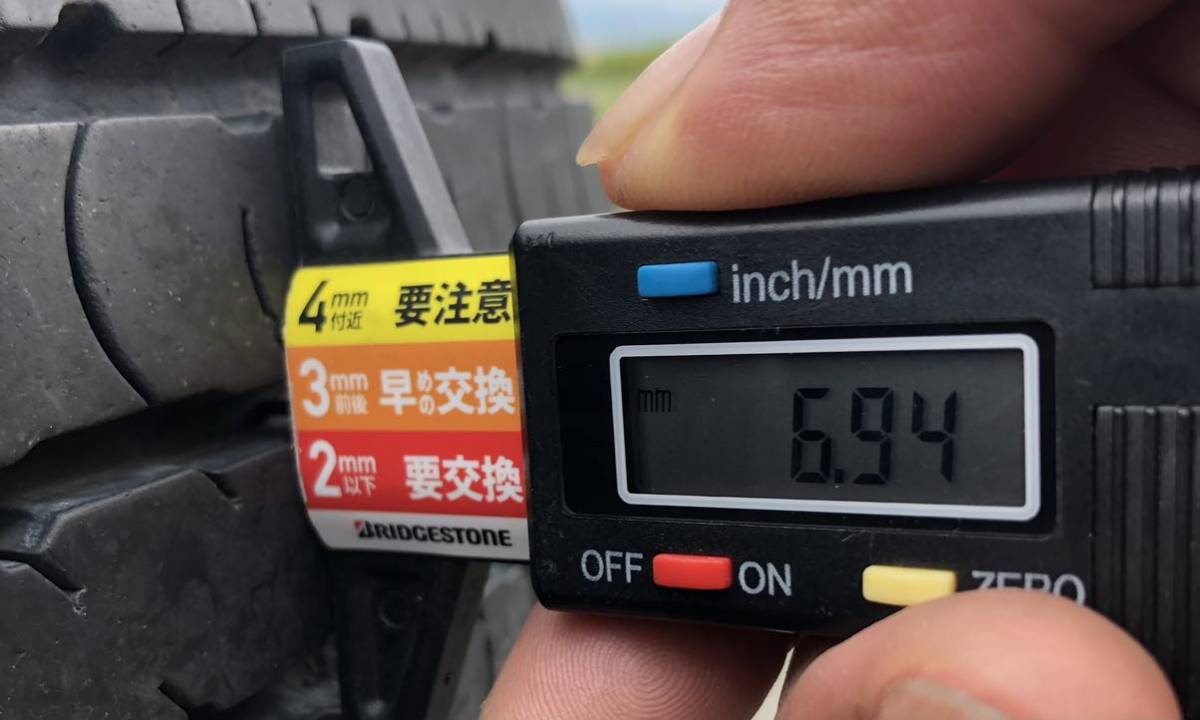 inch/mm
4mm付近 要注意
3mm前後 早めの交換
2mm以下 要交換
BRIDGESTONE
mm 6.94
OFF ON ZERO